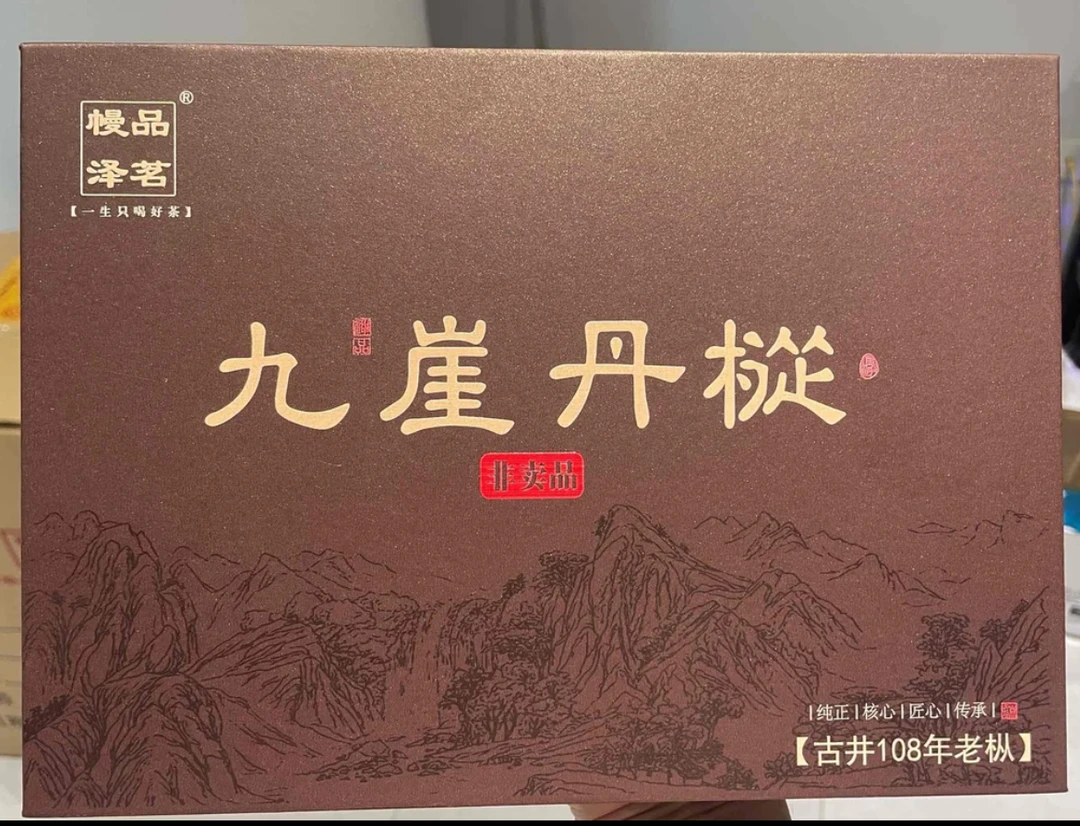 幔品®
泽茗
【一生只喝好茶】
九崖丹樅
非卖品
|纯正|核心|匠心|传承|
【古井108年老枞】